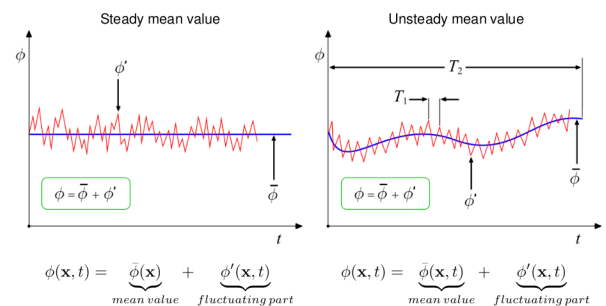 Steady mean value
ϕ
ϕ′
ϕ̄
ϕ = ϕ̄ + ϕ′
t
ϕ(x, t) = ϕ̄(x) + ϕ′(x, t)
mean value fluctuating part
Unsteady mean value
ϕ
T₂
T₁
ϕ̄
ϕ′
ϕ = ϕ̄ + ϕ′
t
ϕ(x, t) = ϕ̄(x, t) + ϕ′(x, t)
mean value fluctuating part